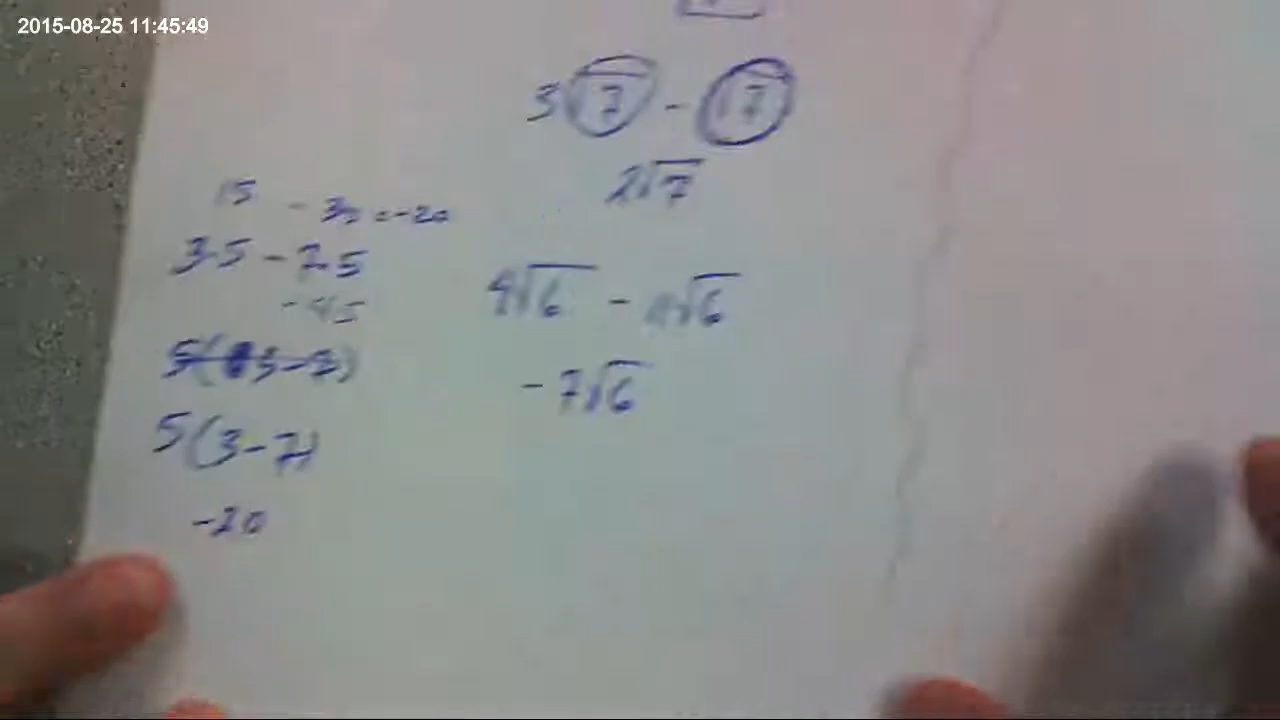 2015-08-25 11:45:49
3√7 - √7
2√7
15 - 35 = -20
3·5 - 7·5
5(3-7)
-20
4√6 - 11√6
-7√6